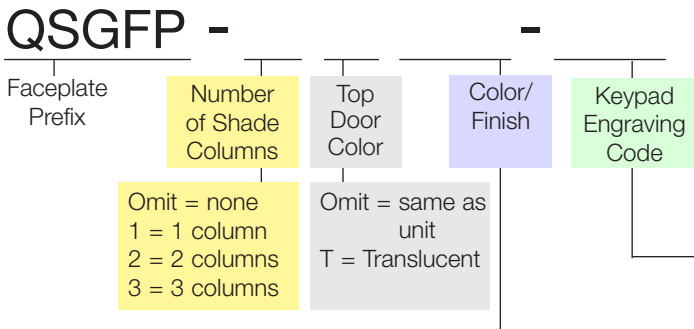 QSGFP - -
Faceplate
Prefix
Number
of Shade
Columns
Top
Door
Color
Color/
Finish
Keypad
Engraving
Code
Omit = none
1 = 1 column
2 = 2 columns
3 = 3 columns
Omit = same as
unit
T = Translucent